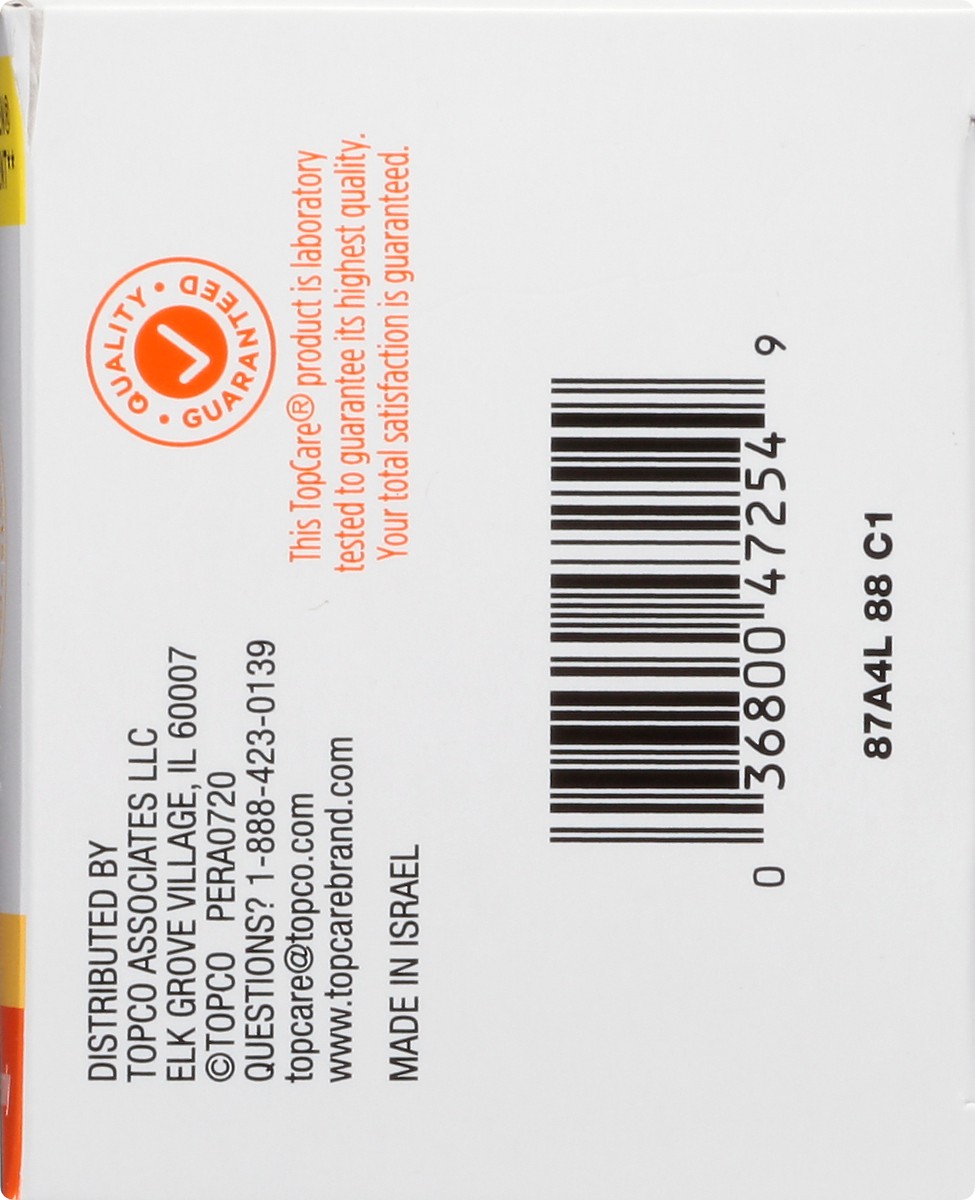 DISTRIBUTED BY
TOPCO ASSOCIATES LLC
ELK GROVE VILLAGE, IL 60007
©TOPCO PERA0720
QUESTIONS? 1-888-423-0139
topcare@topco.com
www.topcarebrand.com
MADE IN ISRAEL
QUALITY • GUARANTEED •
This TopCare® product is laboratory
tested to guarantee its highest quality.
Your total satisfaction is guaranteed.
0 36800 47254 9
87A4L 88 C1